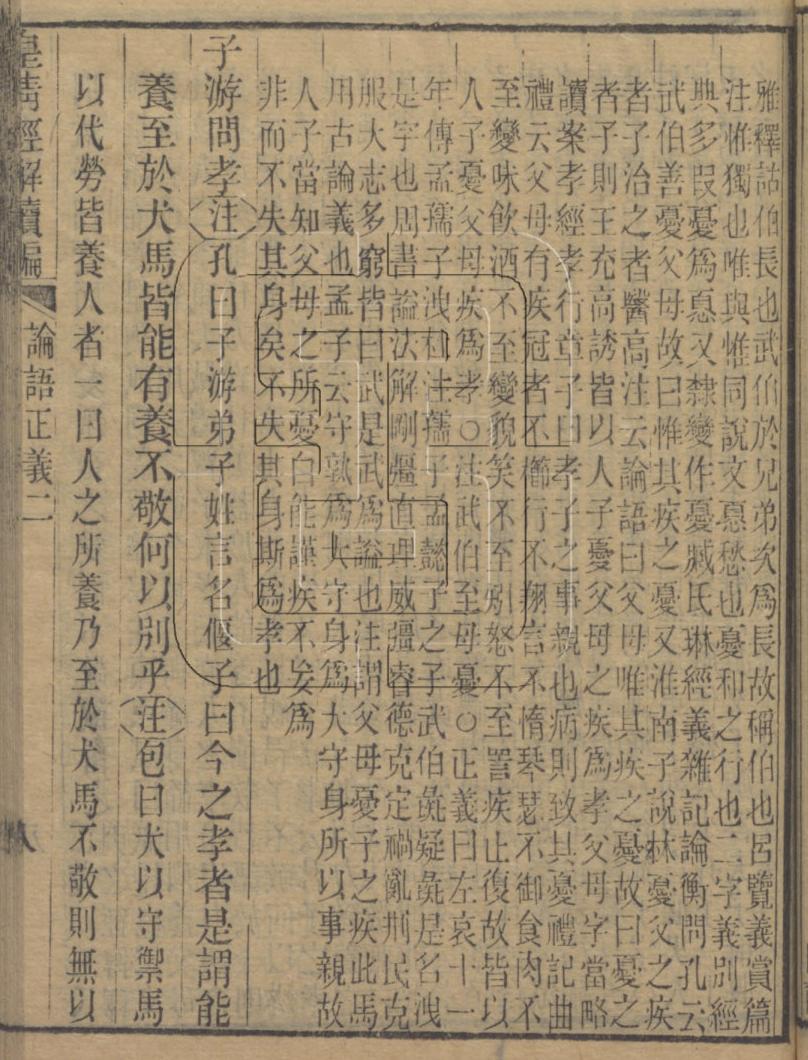 雅釋詁伯長也武伯於兄弟次爲長故稱伯也呂覽義賞篇
注惟獨也唯與惟同說文惪愁也憂和之行也二字義別經
典多叚憂爲惪又隸變作憂臧氏琳經義雜記論衡問孔云
武伯善憂父母故曰惟其疾之憂又淮南子說林憂父之疾
者子治之者醫高注云論語曰父母唯其疾之憂故曰憂之
者子則王充高誘皆以人子憂父母之疾爲孝父母字當略
讀案孝經孝行章子曰孝子之事親也病則致其憂禮記曲
禮云父母有疾冠者不櫛行不翔言不惰琴瑟不御食肉不
至變味飲酒不至變貌笑不至矧怒不至詈疾止復故皆以
人子憂父母疾爲孝○注武伯至母憂○正義曰左哀十一
年傳孟孺子洩杜注孺子孟懿子之子武伯彘疑彘是名洩
是字也周書謚法解剛彊直理威彊睿德克定禍亂刑民克
服大志多窮皆曰武是武爲謚也注謂父母憂子之疾此馬
用古論義也孟子云守孰爲大守身爲大守身所以事親故
人子當知父母之所憂自能謹疾不妄爲
非而不失其身矣不失其身斯爲孝也
子游問孝注孔曰子游弟子姓言名偃子曰今之孝者是謂能
養至於犬馬皆能有養不敬何以別乎注包曰犬以守禦馬
以代勞皆養人者一曰人之所養乃至於犬馬不敬則無以
皇清經解續編 論語正義二 八